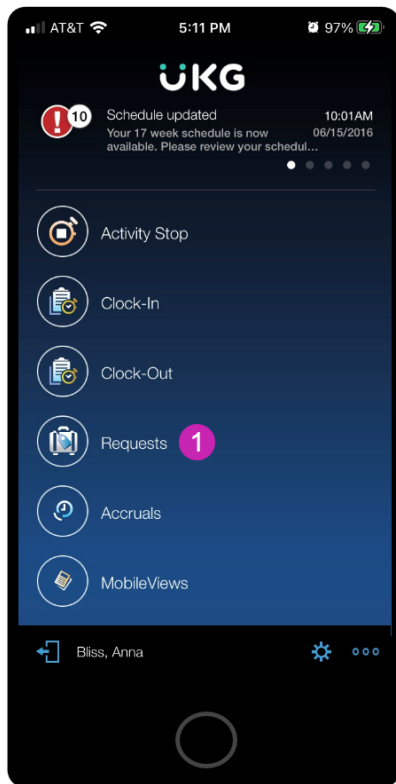 AT&T 5:11 PM 97%
UKG
10 Schedule updated 10:01AM
Your 17 week schedule is now 06/15/2016
available. Please review your schedul...
Activity Stop
Clock-In
Clock-Out
Requests 1
Accruals
MobileViews
Bliss, Anna